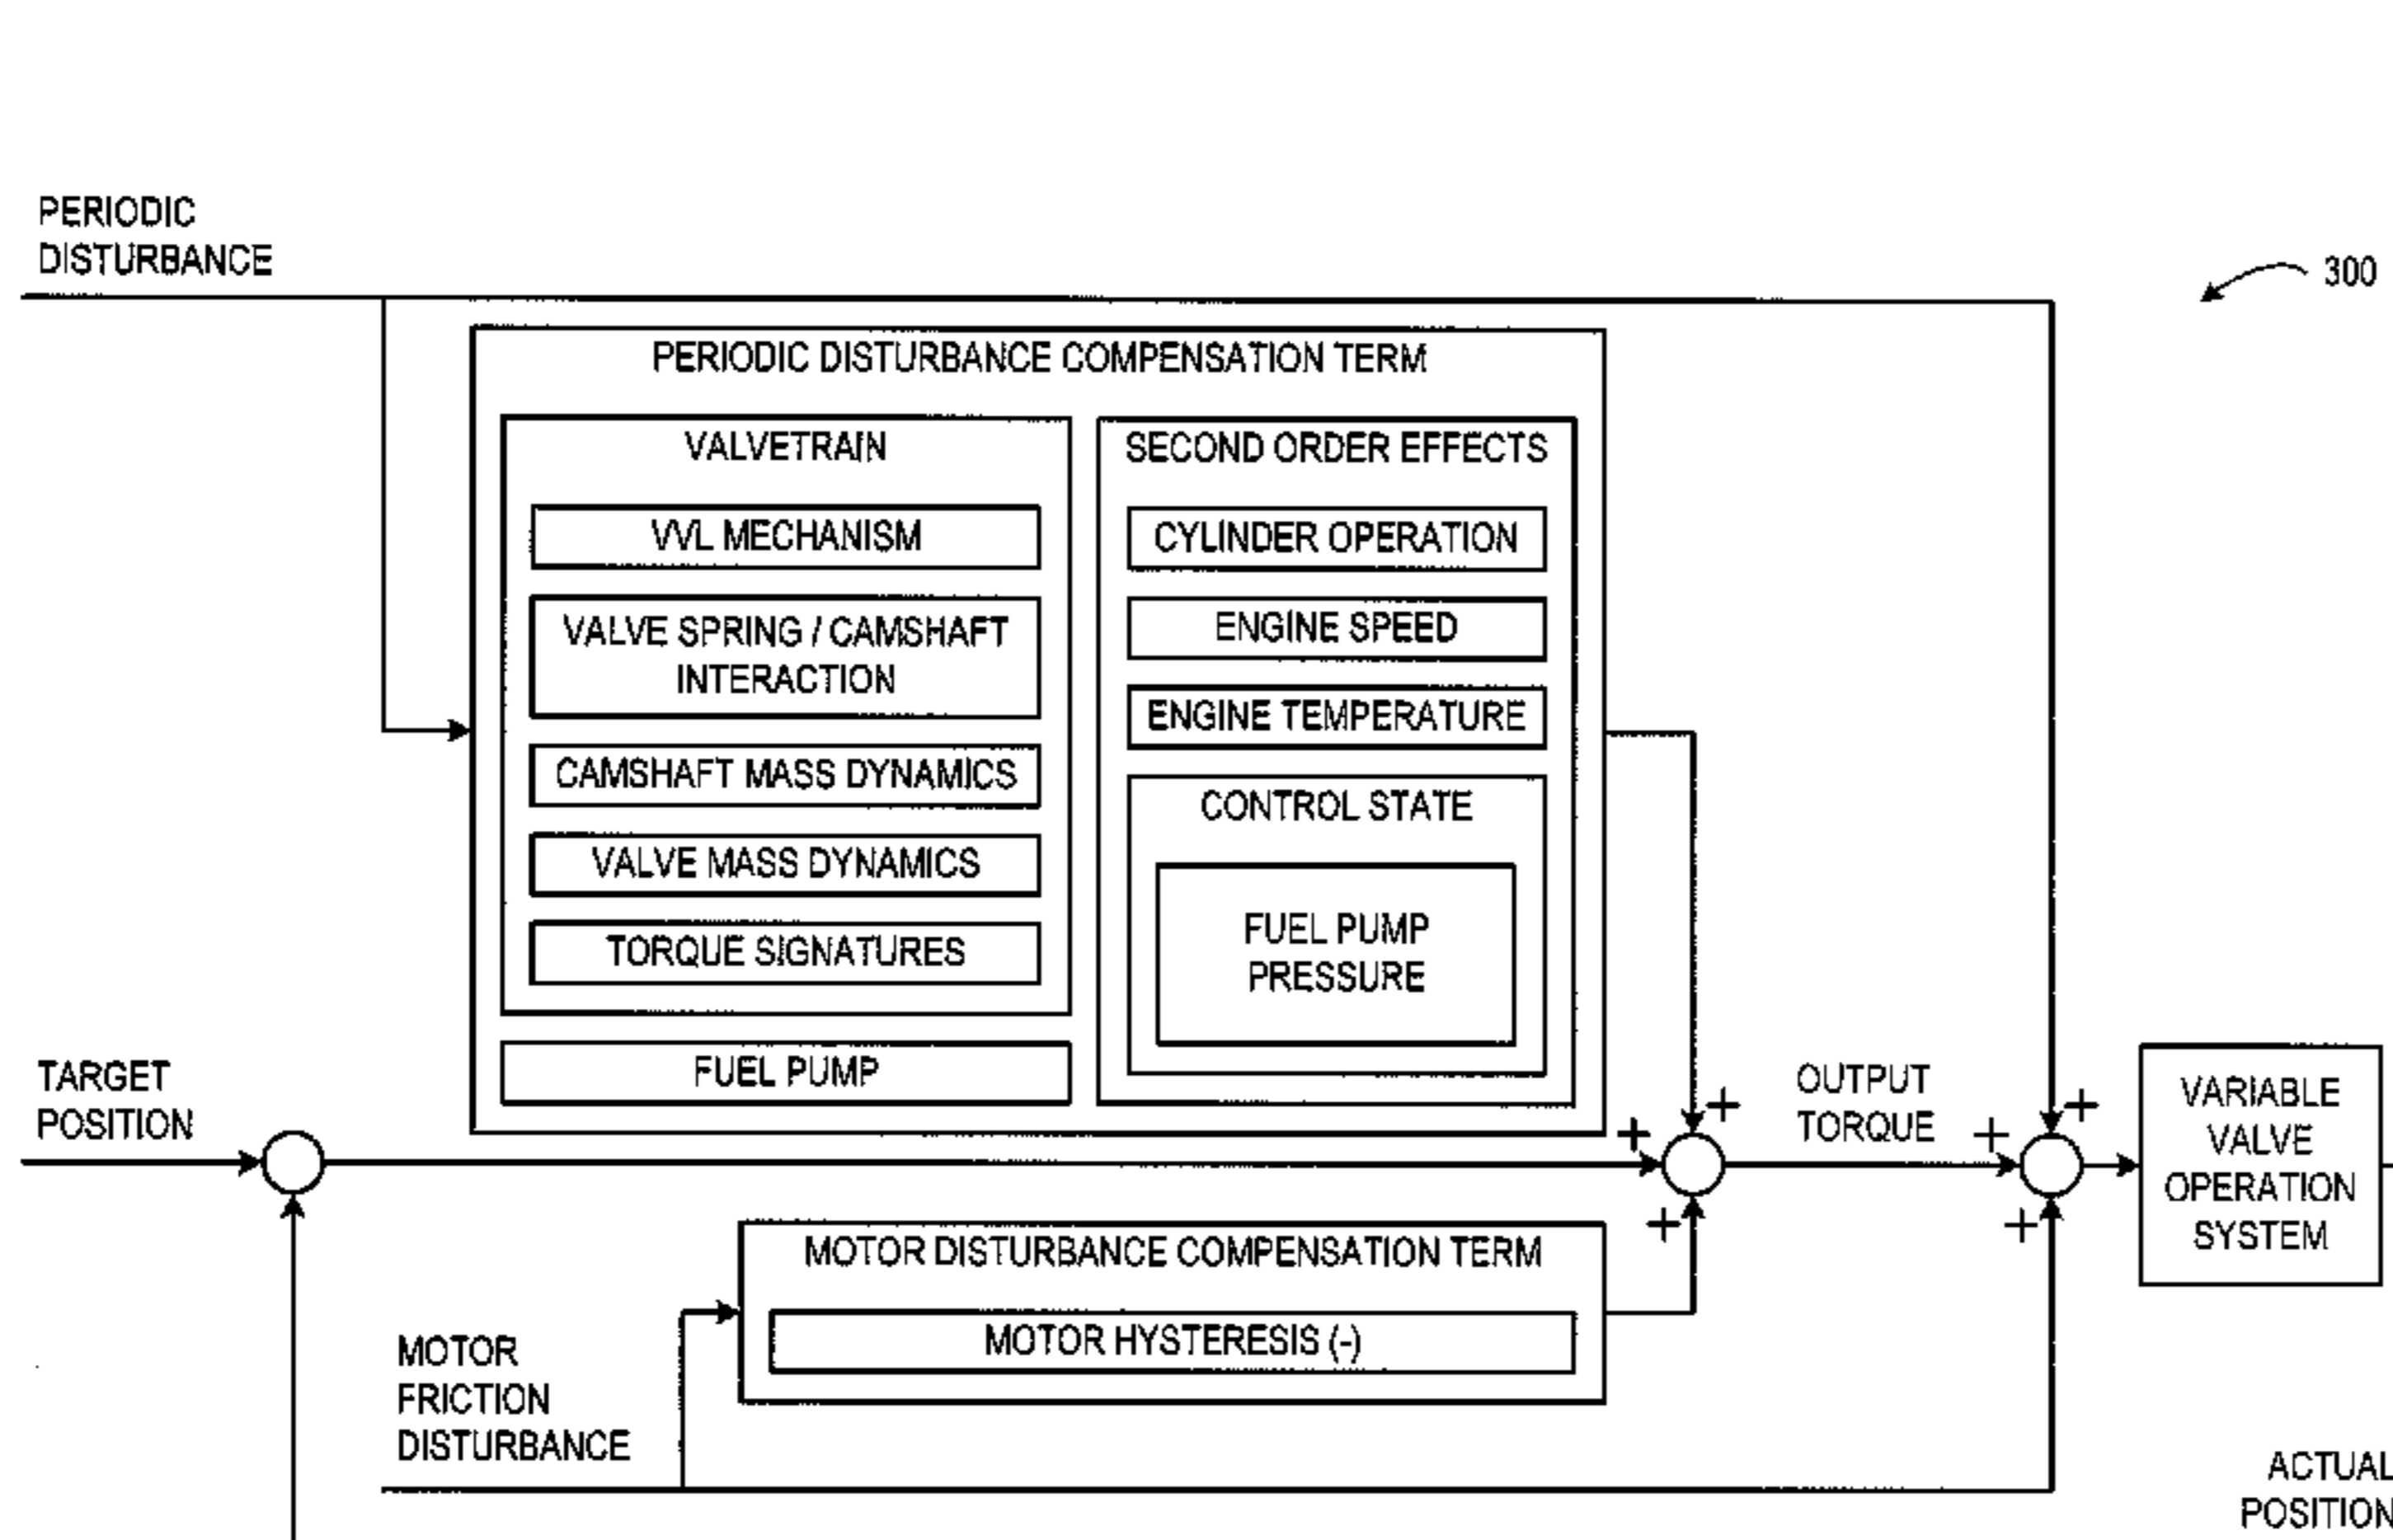 PERIODIC
DISTURBANCE
300
PERIODIC DISTURBANCE COMPENSATION TERM
VALVETRAIN
VVL MECHANISM
VALVE SPRING / CAMSHAFT
INTERACTION
CAMSHAFT MASS DYNAMICS
VALVE MASS DYNAMICS
TORQUE SIGNATURES
FUEL PUMP
SECOND ORDER EFFECTS
CYLINDER OPERATION
ENGINE SPEED
ENGINE TEMPERATURE
CONTROL STATE
FUEL PUMP
PRESSURE
TARGET
POSITION
+
+
+
OUTPUT
TORQUE
+
+
+
VARIABLE
VALVE
OPERATION
SYSTEM
MOTOR DISTURBANCE COMPENSATION TERM
MOTOR HYSTERESIS (-)
MOTOR
FRICTION
DISTURBANCE
ACTUAL
POSITION